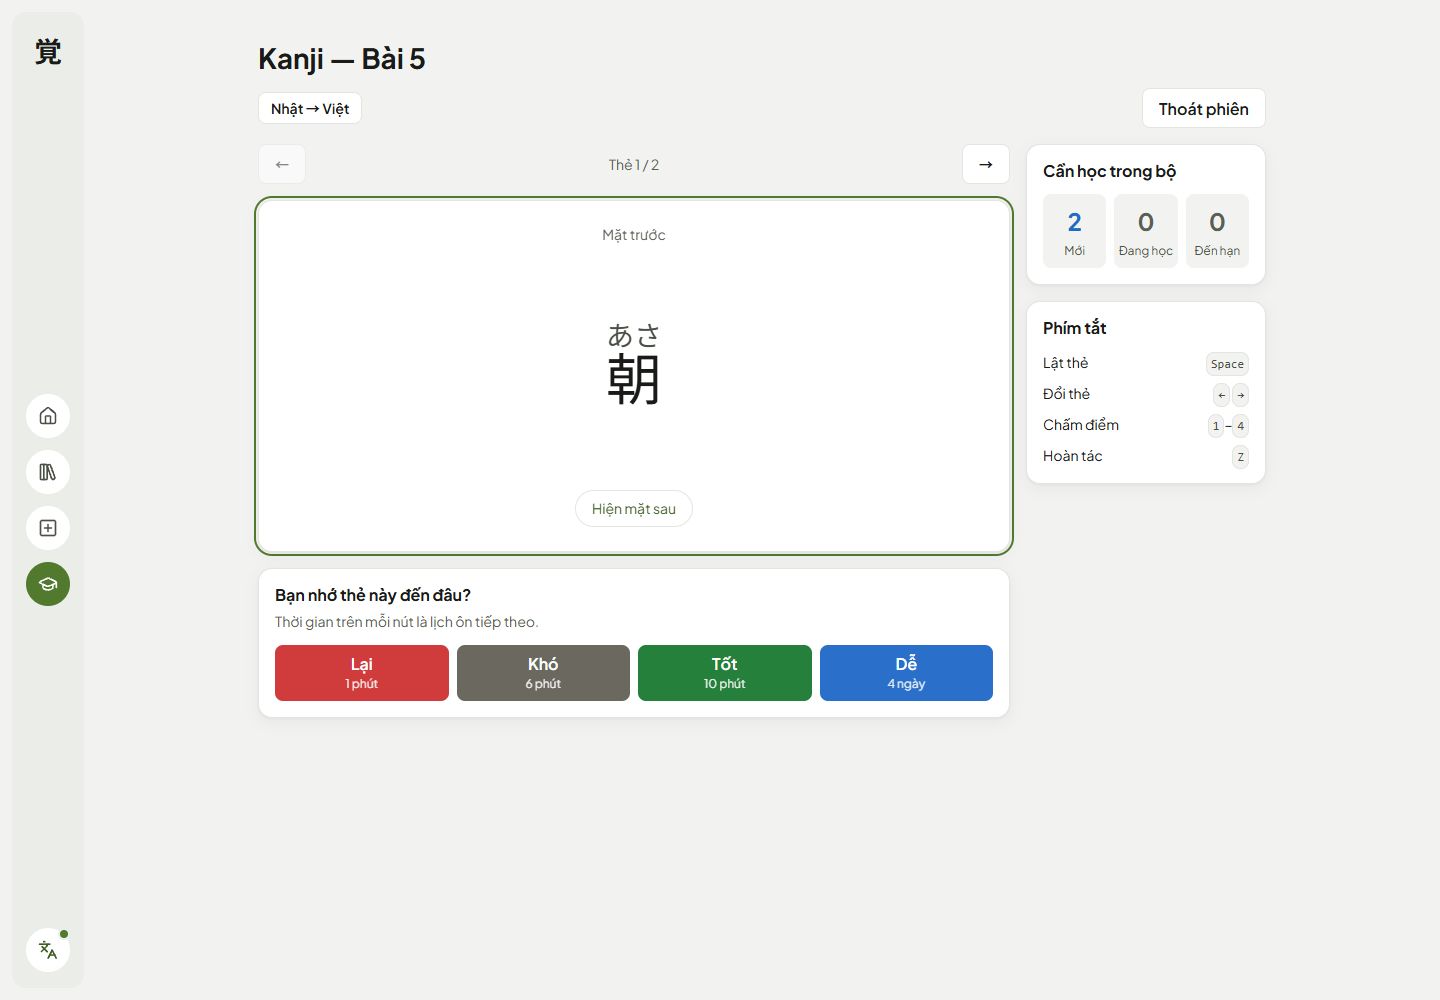 覚
Kanji — Bài 5
Nhật → Việt
Thoát phiên
←
Thẻ 1 / 2
→
Mặt trước
あさ
朝
Hiện mặt sau
Bạn nhớ thẻ này đến đâu?
Thời gian trên mỗi nút là lịch ôn tiếp theo.
Lại
1 phút
Khó
6 phút
Tốt
10 phút
Dễ
4 ngày
Cần học trong bộ
2
Mới
0
Đang học
0
Đến hạn
Phím tắt
Lật thẻ Space
Đổi thẻ ← →
Chấm điểm 1 – 4
Hoàn tác Z